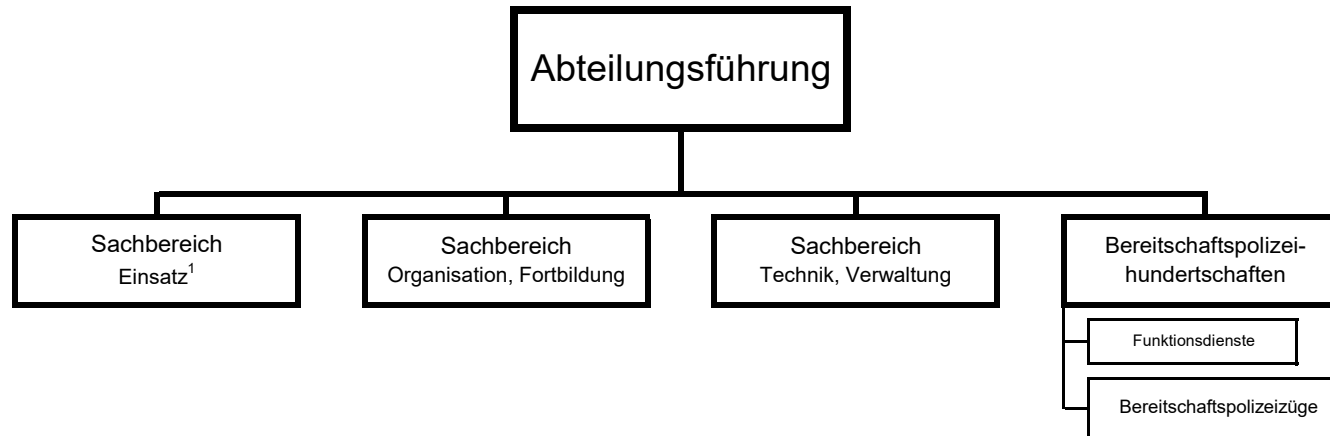 Abteilungsführung
Sachbereich
Einsatz¹
Sachbereich
Organisation, Fortbildung
Sachbereich
Technik, Verwaltung
Bereitschaftspolizei-
hundertschaften
Funktionsdienste
Bereitschaftspolizeizüge